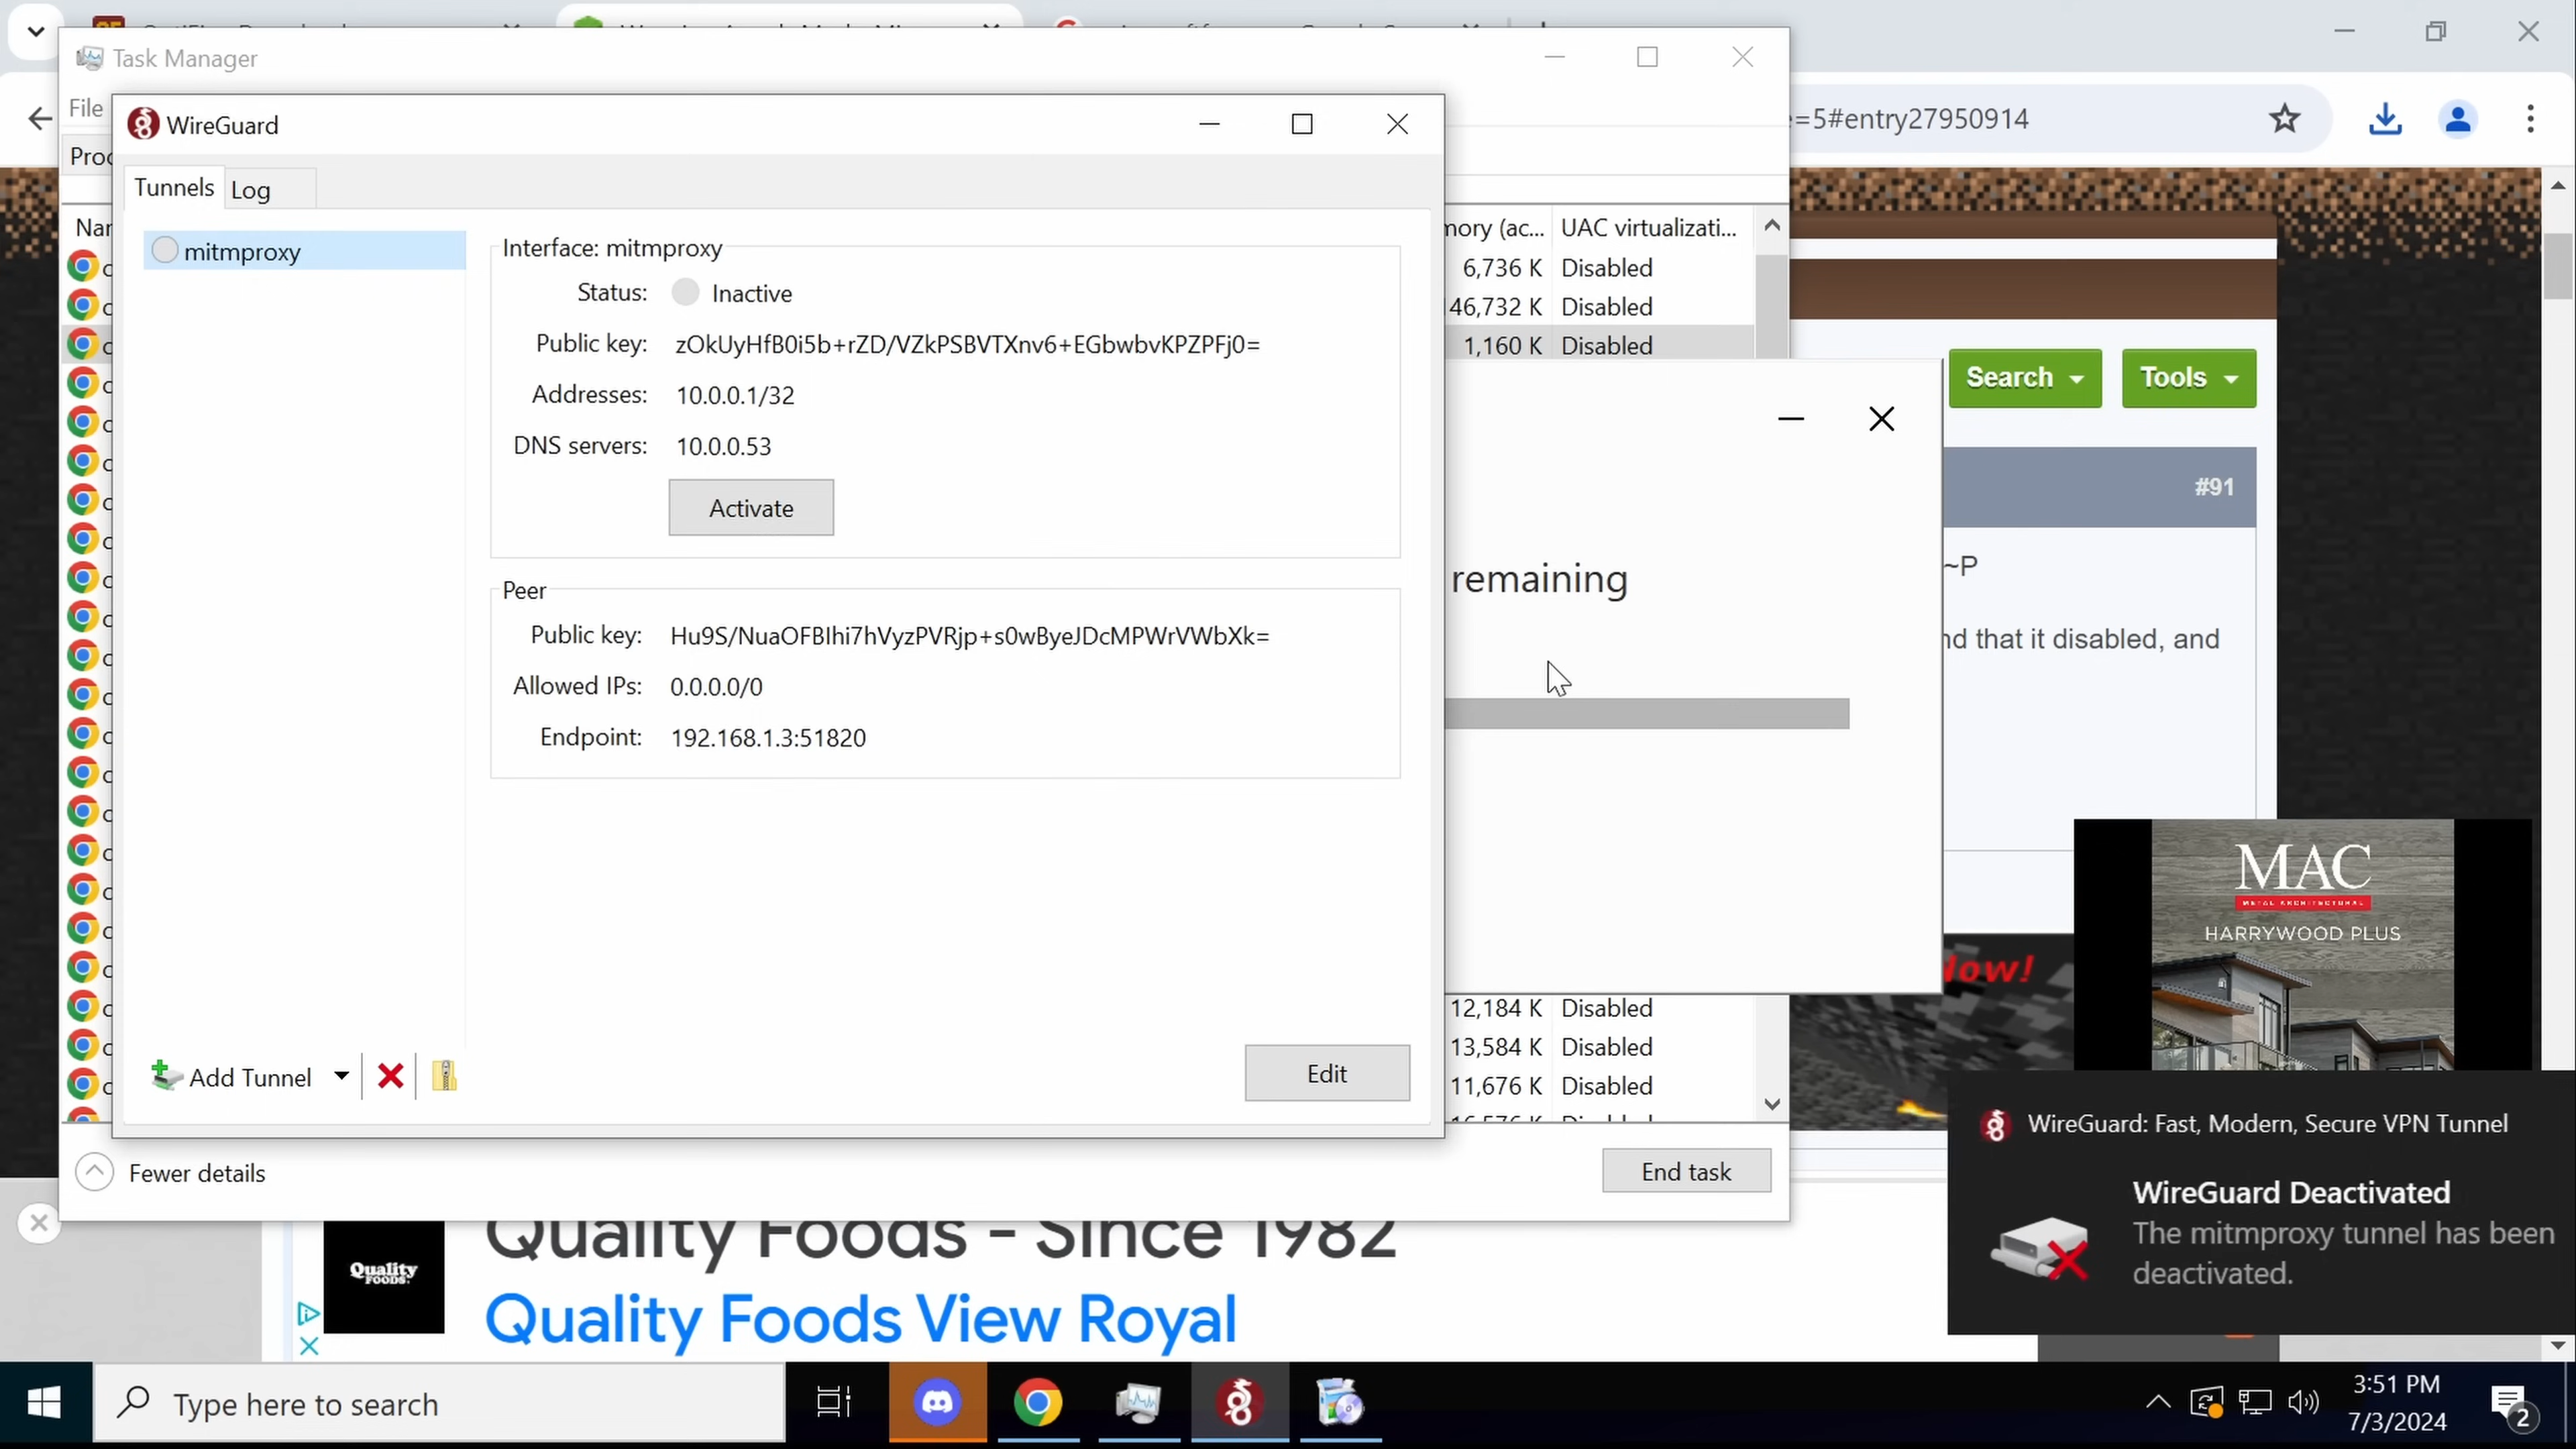 Task Manager
File
WireGuard
=5#entry27950914
Tunnels
Log
mitmproxy
Interface: mitmproxy
Status: Inactive
Public key: zOkUyHfB0i5b+rZD/VZkPSBVTXnv6+EGbwbvKPZPFj0=
Addresses: 10.0.0.1/32
DNS servers: 10.0.0.53
Activate
Peer
Public key: Hu9S/NuaOFBIhi7hVyzPVRjp+s0wByeJDcMPWrVWbXk=
Allowed IPs: 0.0.0.0/0
Endpoint: 192.168.1.3:51820
Add Tunnel
Edit
mory (ac... UAC virtualizati...
6,736 K Disabled
46,732 K Disabled
1,160 K Disabled
remaining
12,184 K Disabled
13,584 K Disabled
11,676 K Disabled
Fewer details
End task
Search
Tools
#91
~P
nd that it disabled, and
Now!
MAC
METAL ARCHITECTURAL
HARRYWOOD PLUS
WireGuard: Fast, Modern, Secure VPN Tunnel
WireGuard Deactivated
The mitmproxy tunnel has been
deactivated.
Quality Foods
Quality Foods - Since 1982
Quality Foods View Royal
Type here to search
3:51 PM
7/3/2024
2